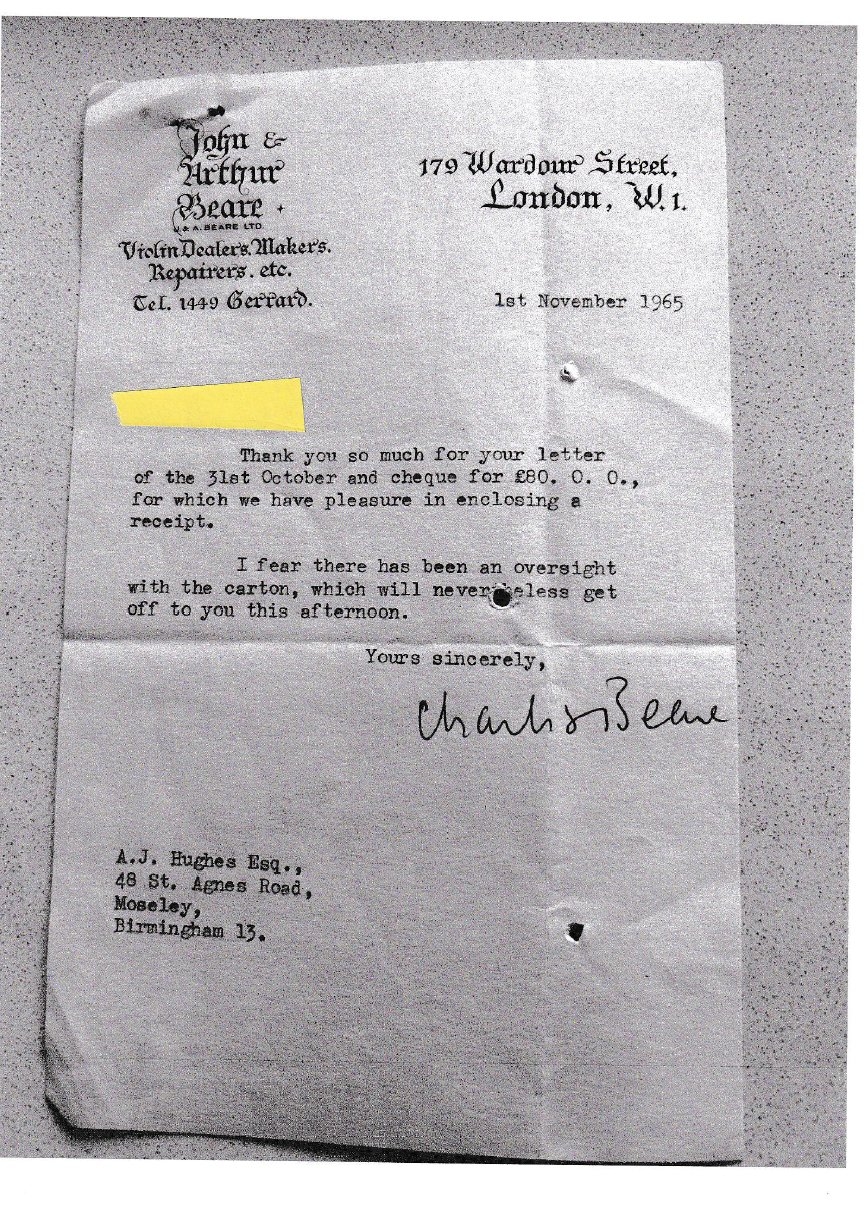 John &
Arthur
Beare
J. & A. BEARE LTD.
Violin Dealers. Makers.
Repairers. etc.
Tel. 1449 Gerrard.
179 Wardour Street,
London, W.1.
1st November 1965
Thank you so much for your letter
of the 31st October and cheque for £80. 0. 0.,
for which we have pleasure in enclosing a
receipt.
I fear there has been an oversight
with the carton, which will nevertheless get
off to you this afternoon.
Yours sincerely,
Charles Beare
A.J. Hughes Esq.,
48 St. Agnes Road,
Moseley,
Birmingham 13.